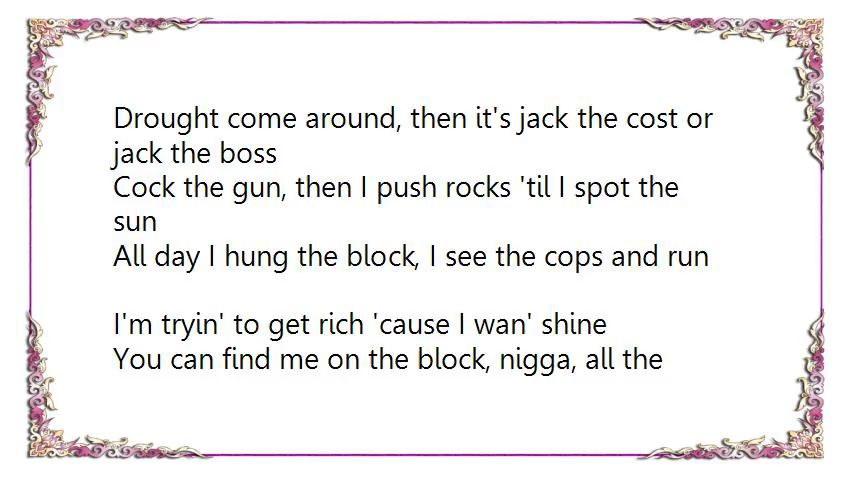 Drought come around, then it's jack the cost or
jack the boss
Cock the gun, then I push rocks 'til I spot the
sun
All day I hung the block, I see the cops and run
I'm tryin' to get rich 'cause I wan' shine
You can find me on the block, nigga, all the